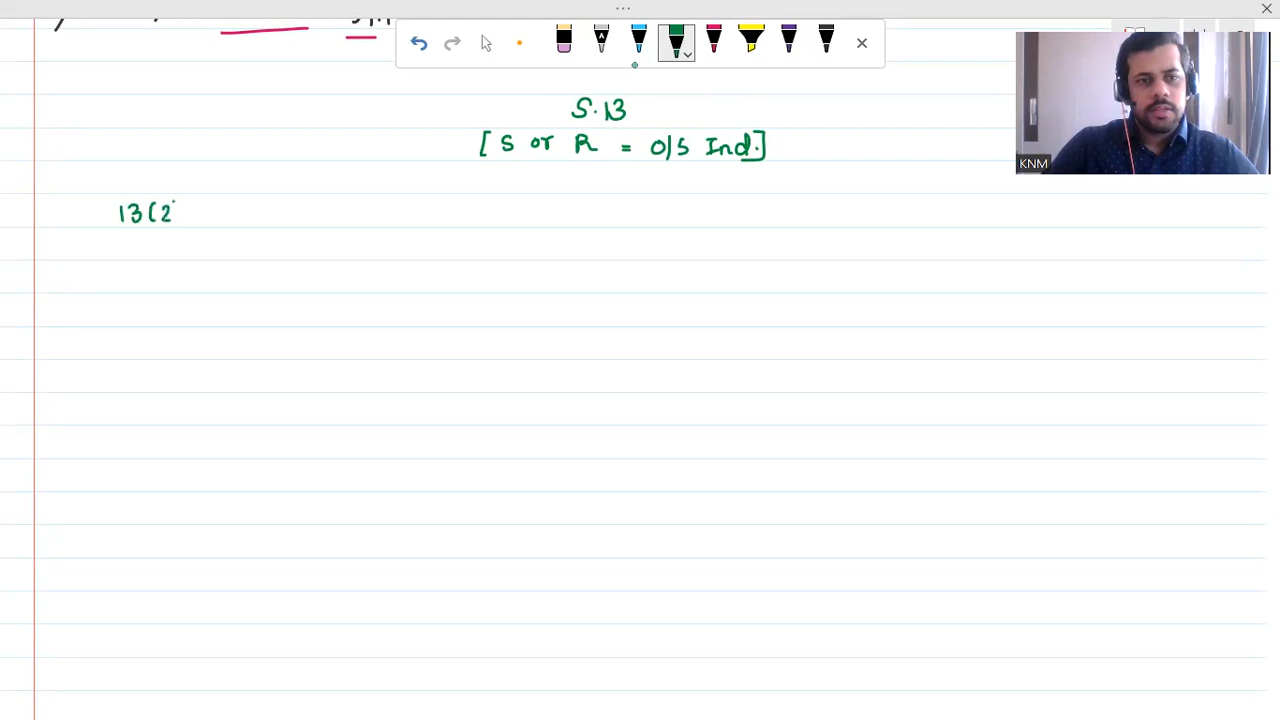 S.13
[ S or R = O/S Ind.]
13(2
KNM